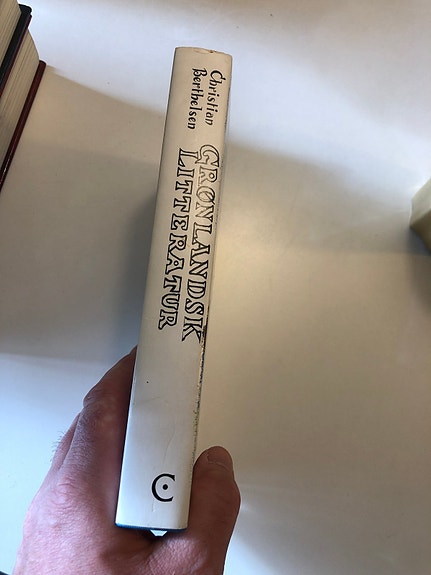 Christian
Berthelsen
GRØNLANDSK
LITTERATUR